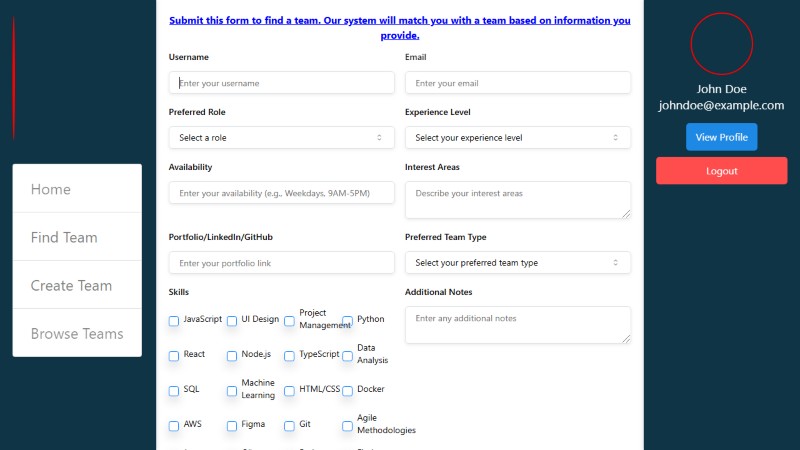 Submit this form to find a team. Our system will match you with a team based on information you
provide.
Home
Find Team
Create Team
Browse Teams
Username
Enter your username
Email
Enter your email
Preferred Role
Select a role
Experience Level
Select your experience level
Availability
Enter your availability (e.g., Weekdays, 9AM-5PM)
Interest Areas
Describe your interest areas
Portfolio/LinkedIn/GitHub
Enter your portfolio link
Preferred Team Type
Select your preferred team type
Skills
JavaScript
UI Design
Project
Management
Python
React
Node.js
TypeScript
Data
Analysis
SQL
Machine
Learning
HTML/CSS
Docker
AWS
Figma
Git
Agile
Methodologies
Additional Notes
Enter any additional notes
John Doe
johndoe@example.com
View Profile
Logout